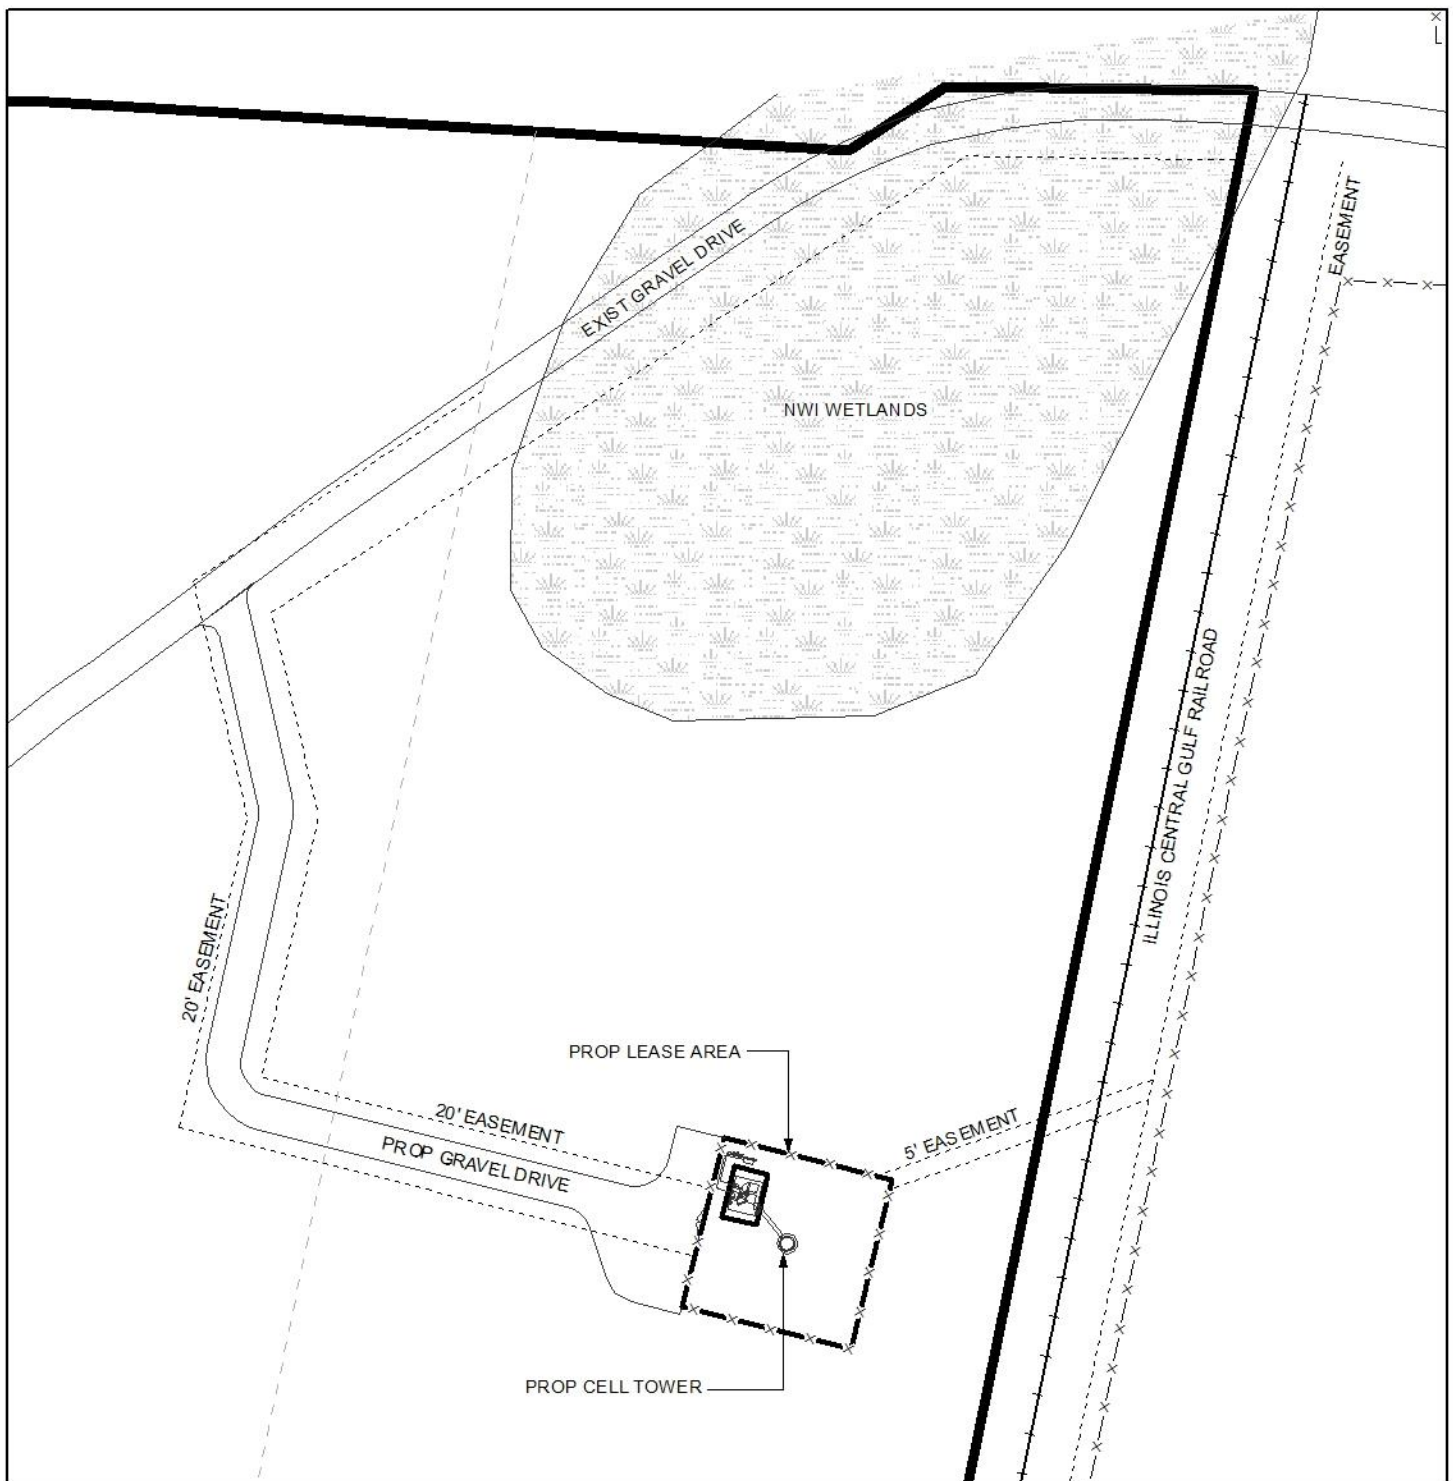 L
EASEMENT
EXIST GRAVEL DRIVE
NWI WETLANDS
ILLINOIS CENTRAL GULF RAILROAD
20' EASEMENT
PROP LEASE AREA
20' EASEMENT
5' EASEMENT
PROP GRAVEL DRIVE
PROP CELL TOWER